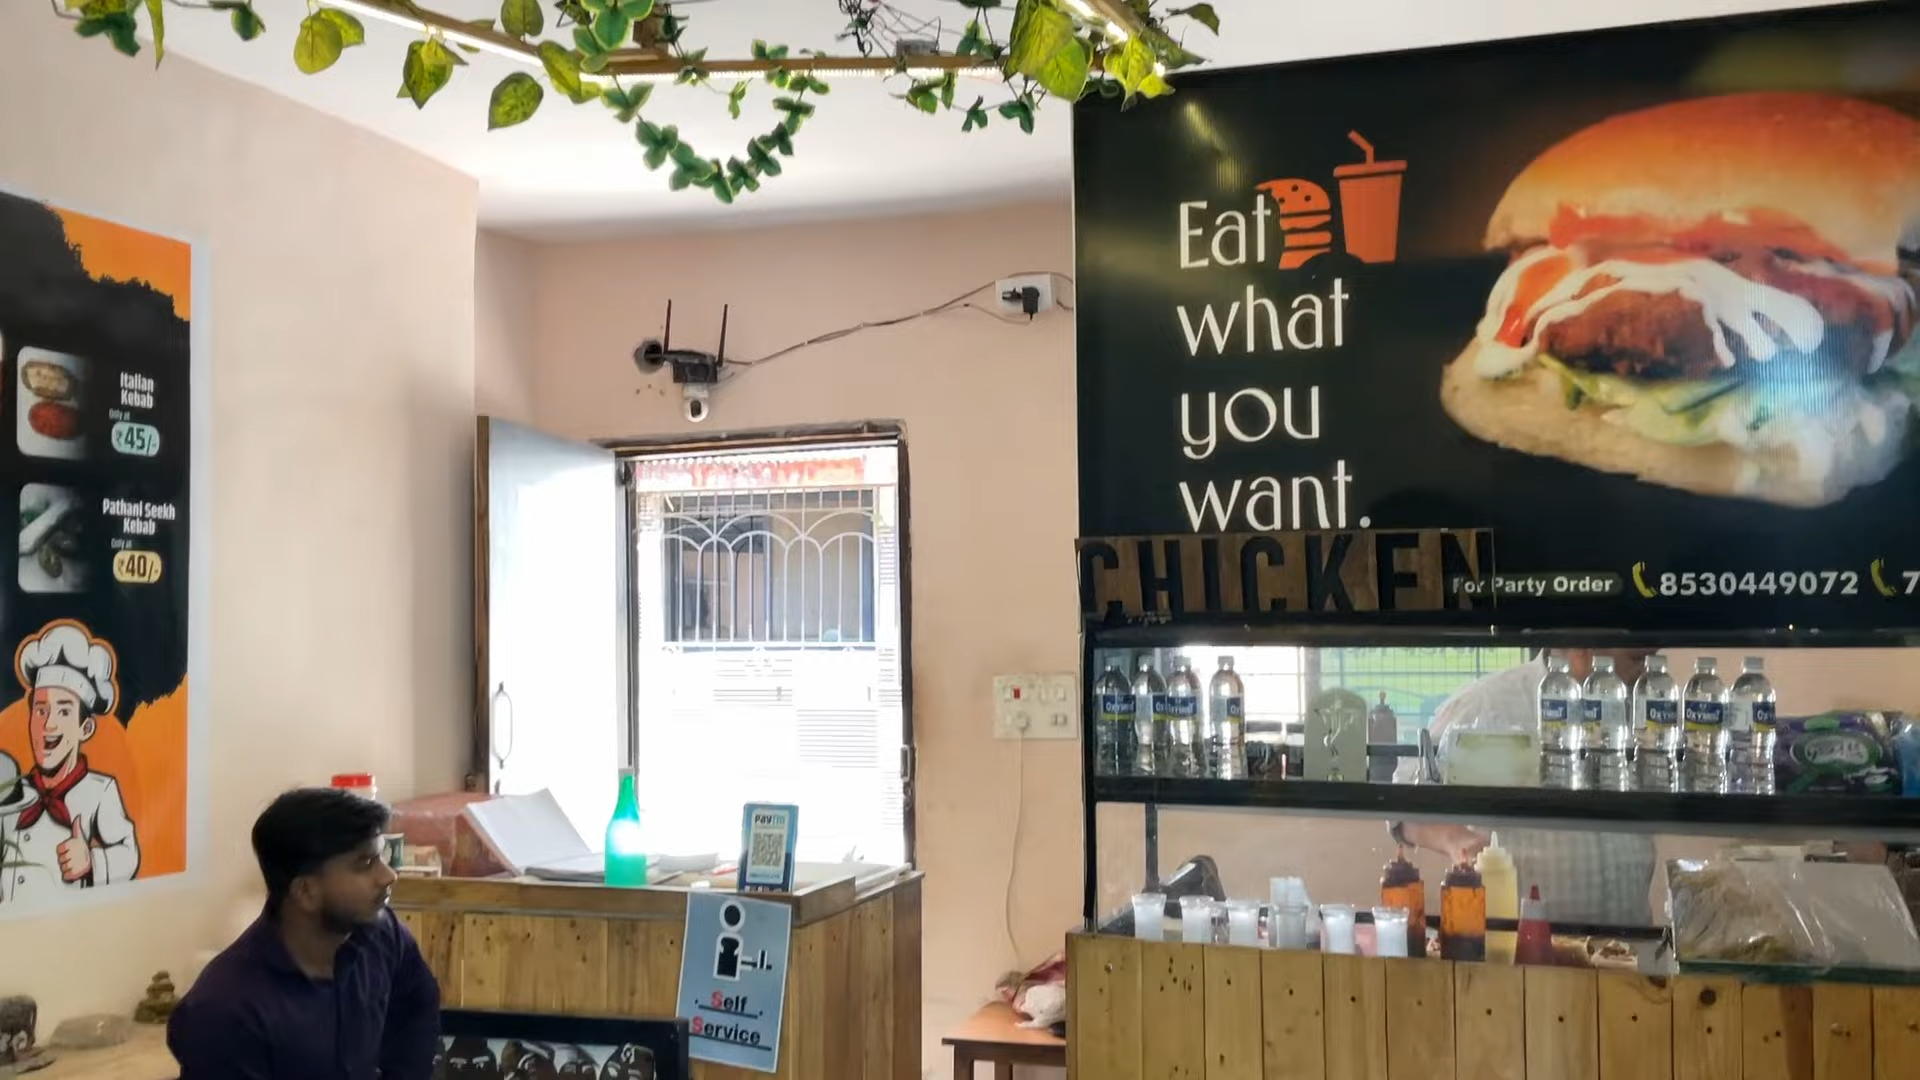 Italian
Kebab
Only at
₹45/-
Pathani Seekh
Kebab
Only at
₹40/-
Eat
what
you
want.
CHICKEN
For Party Order
8530449072
7
paytm
Self
Service